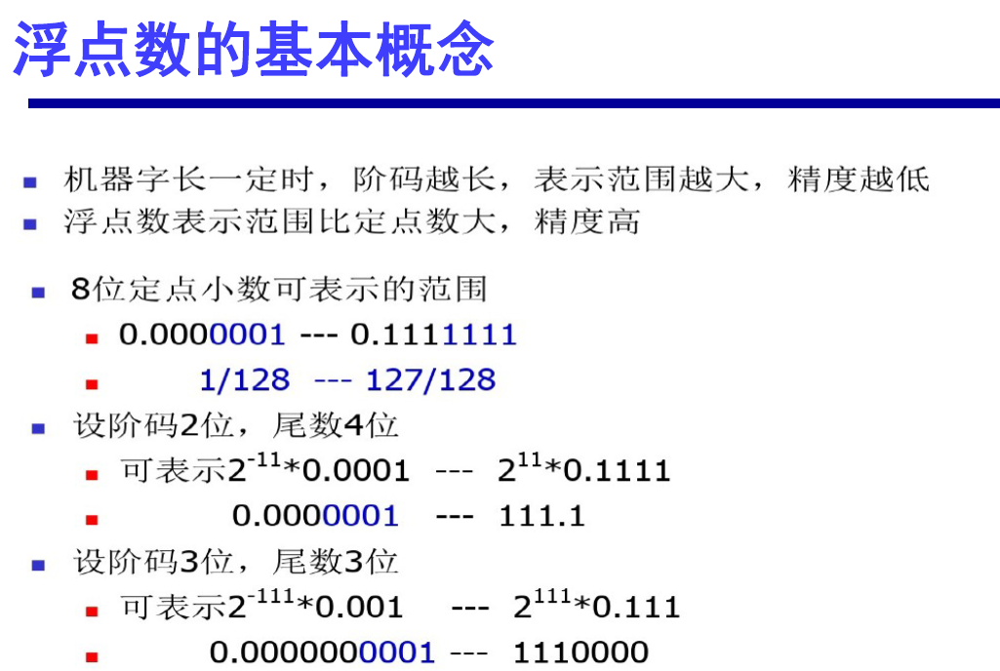 浮点数的基本概念
机器字长一定时，阶码越长，表示范围越大，精度越低
浮点数表示范围比定点数大，精度高
8位定点小数可表示的范围
0.0000001 --- 0.1111111
1/128 --- 127/128
设阶码2位，尾数4位
可表示2^-11*0.0001 --- 2^11*0.1111
0.0000001 --- 111.1
设阶码3位，尾数3位
可表示2^-111*0.001 --- 2^111*0.111
0.0000000001 --- 1110000